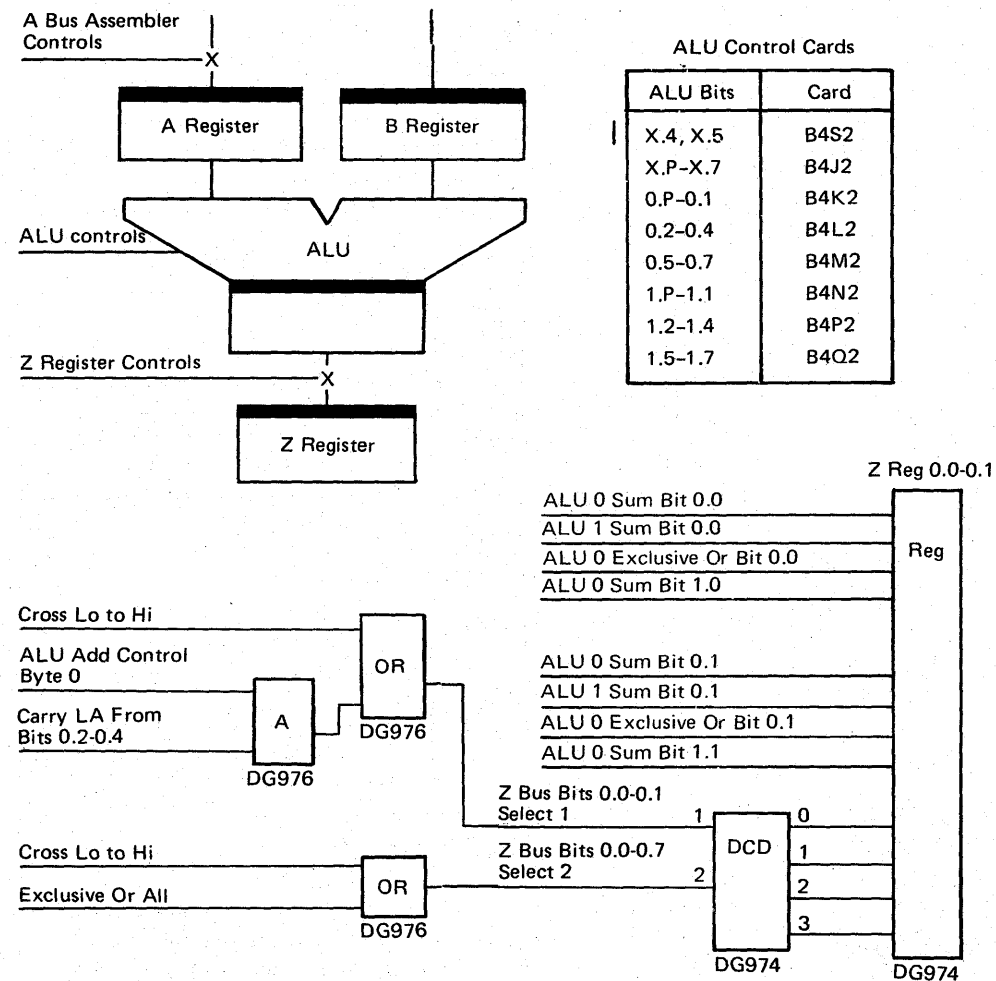 A Bus Assembler
Controls
X
A Register
B Register
ALU controls
ALU
Z Register Controls
X
Z Register
ALU Control Cards
ALU Bits Card
X.4, X.5 B4S2
X.P-X.7 B4J2
0.P-0.1 B4K2
0.2-0.4 B4L2
0.5-0.7 B4M2
1.P-1.1 B4N2
1.2-1.4 B4P2
1.5-1.7 B4Q2
Z Reg 0.0-0.1
ALU 0 Sum Bit 0.0
ALU 1 Sum Bit 0.0
ALU 0 Exclusive Or Bit 0.0
ALU 0 Sum Bit 1.0
Reg
ALU 0 Sum Bit 0.1
ALU 1 Sum Bit 0.1
ALU 0 Exclusive Or Bit 0.1
ALU 0 Sum Bit 1.1
Cross Lo to Hi
ALU Add Control
Byte 0
Carry LA From
Bits 0.2-0.4
A
DG976
OR
DG976
Z Bus Bits 0.0-0.1
Select 1
1
Cross Lo to Hi
Exclusive Or All
OR
DG976
Z Bus Bits 0.0-0.7
Select 2
2
DCD
0
1
2
3
DG974
DG974